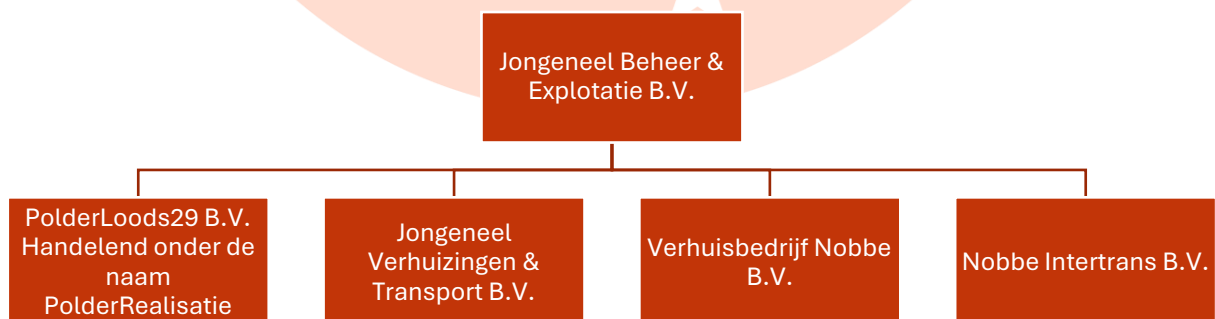 Jongeneel Beheer &
Explotatie B.V.
PolderLoods29 B.V.
Handelend onder de
naam
PolderRealisatie
Jongeneel
Verhuizingen &
Transport B.V.
Verhuisbedrijf Nobbe
B.V.
Nobbe Intertrans B.V.